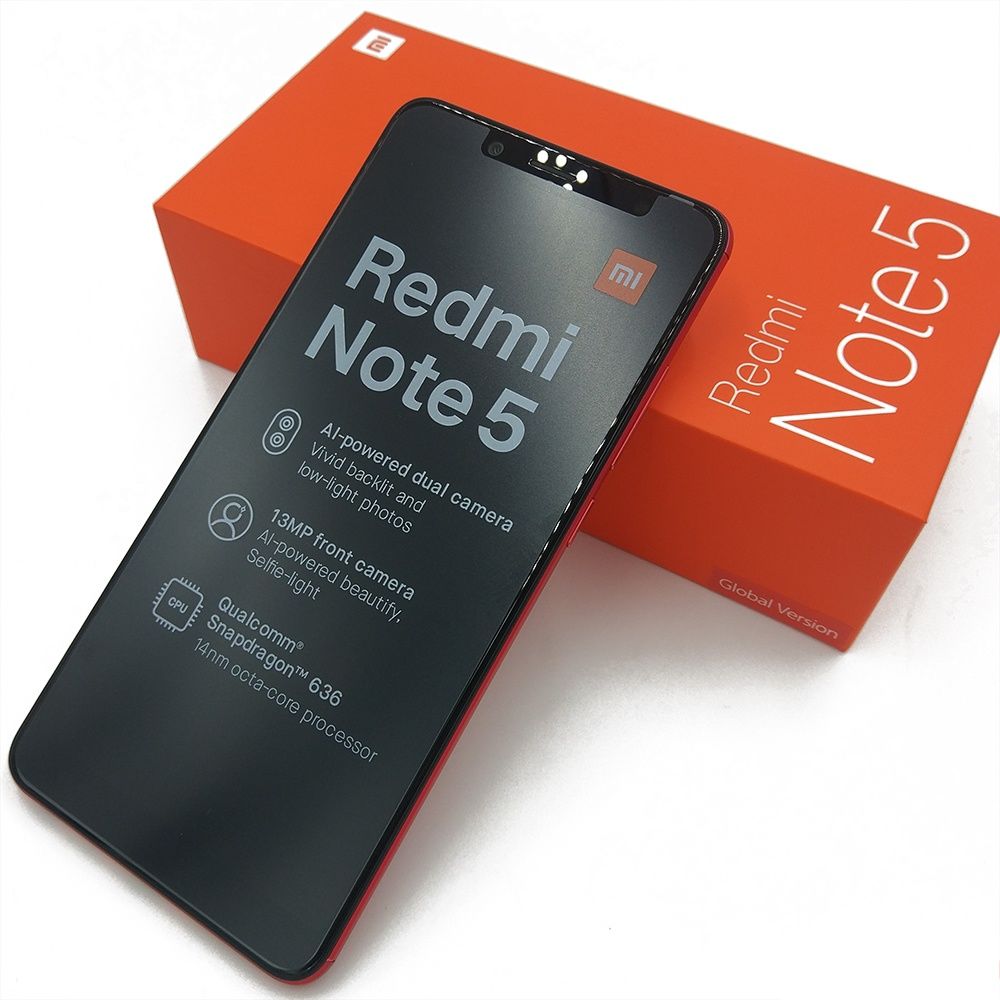 mi
Redmi
Note 5
AI-powered dual camera
Vivid backlit and
low-light photos
13MP front camera
AI-powered beautify,
Selfie-light
CPU
Qualcomm®
Snapdragon™ 636
14nm octa-core processor
mi
Redmi
Note 5
Global Version